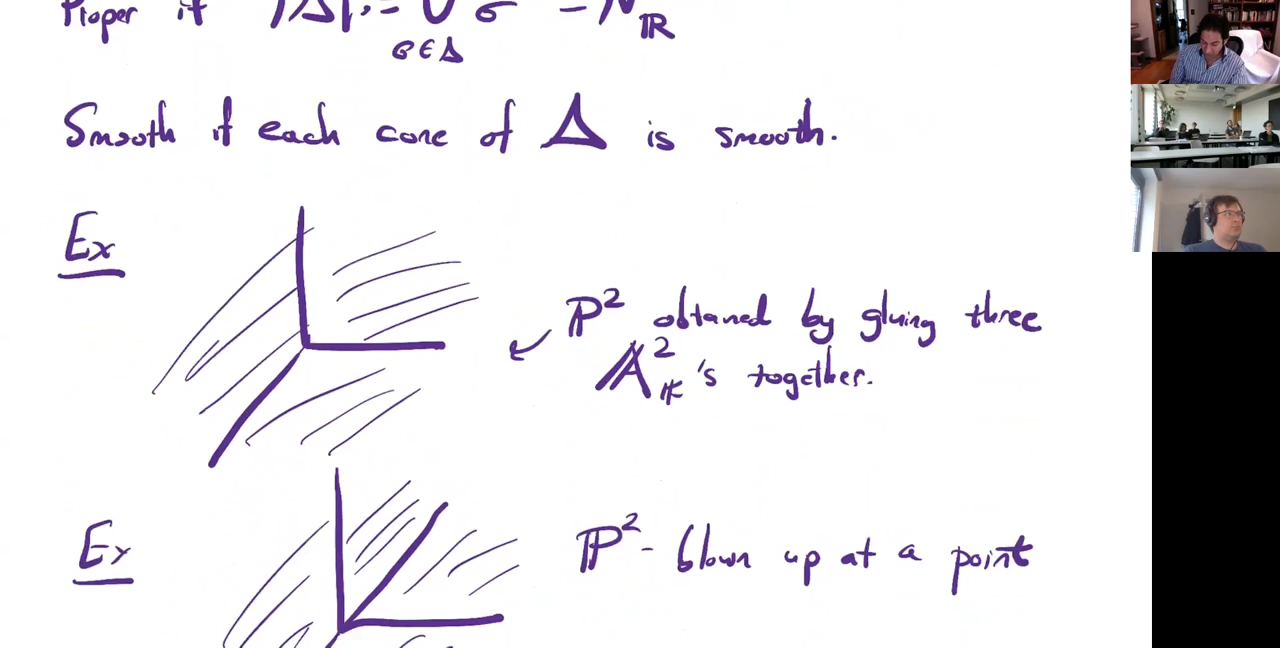 Proper if |Δ| := ∪ σ = N_ℝ
σ ∈ Δ
Smooth if each cone of Δ is smooth.
Ex
ℙ² obtained by gluing three
𝔸²_𝕜's together.
Ex
ℙ² - blown up at a point